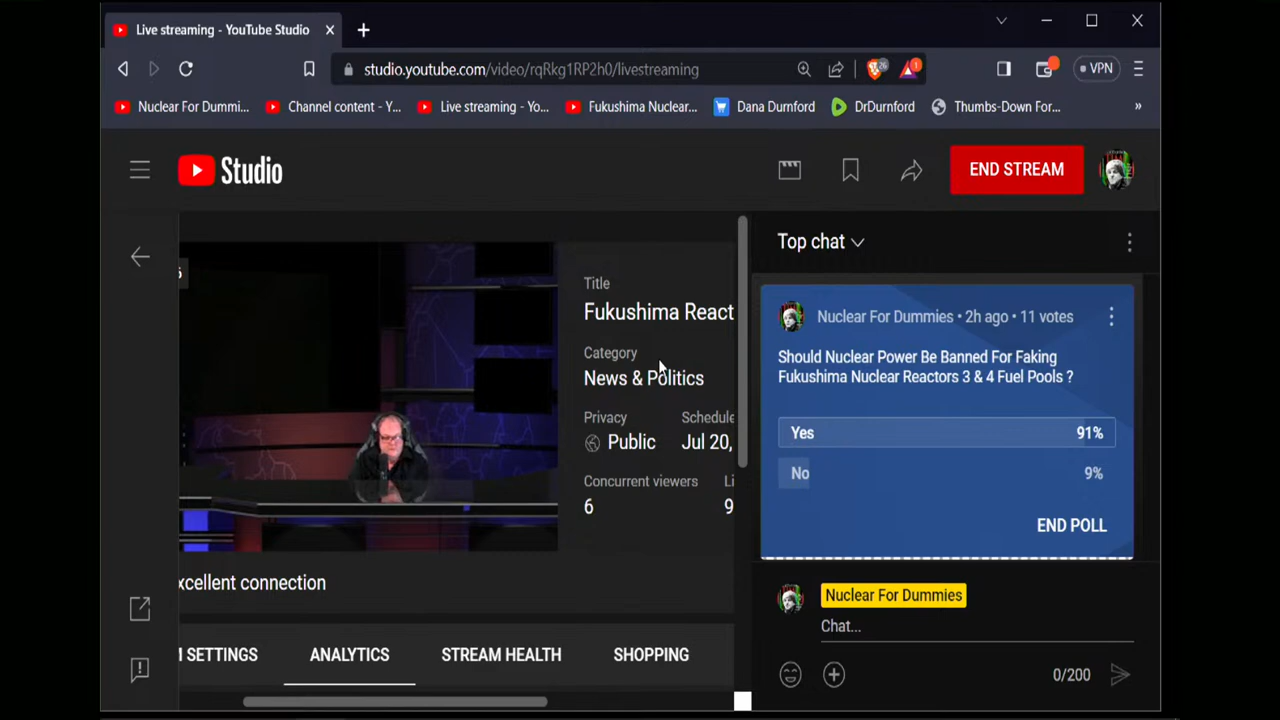 Live streaming - YouTube Studio
studio.youtube.com/video/rqRkg1RP2h0/livestreaming
26
1
VPN
Nuclear For Dummi...
Channel content - Y...
Live streaming - Yo...
Fukushima Nuclear...
Dana Durnford
DrDurnford
Thumbs-Down For...
»
Studio
END STREAM
6
Title
Fukushima React
Category
News & Politics
Privacy
Schedule
Public
Jul 20,
Concurrent viewers
Li
6
9
xcellent connection
SETTINGS
ANALYTICS
STREAM HEALTH
SHOPPING
Top chat
Nuclear For Dummies • 2h ago • 11 votes
Should Nuclear Power Be Banned For Faking
Fukushima Nuclear Reactors 3 & 4 Fuel Pools ?
Yes 91%
No 9%
END POLL
Nuclear For Dummies
Chat...
0/200